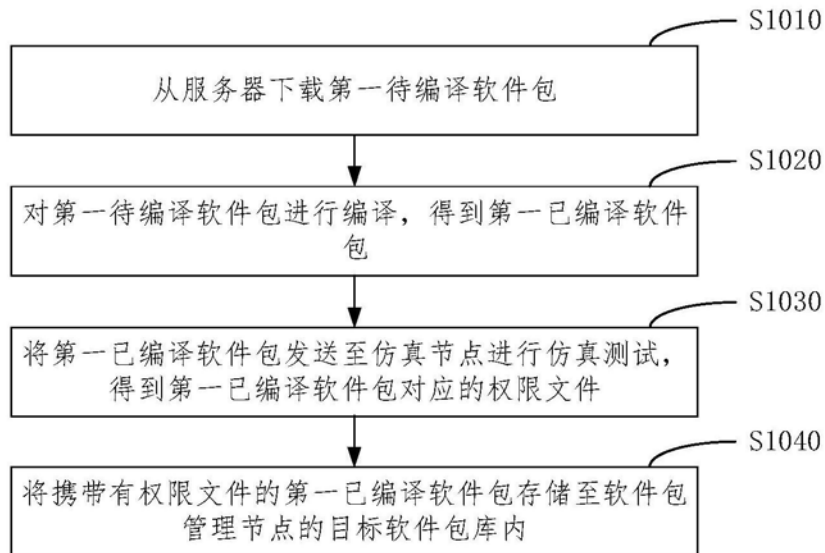 S1010
从服务器下载第一待编译软件包
S1020
对第一待编译软件包进行编译，得到第一已编译软件
包
S1030
将第一已编译软件包发送至仿真节点进行仿真测试，
得到第一已编译软件包对应的权限文件
S1040
将携带有权限文件的第一已编译软件包存储至软件包
管理节点的目标软件包库内